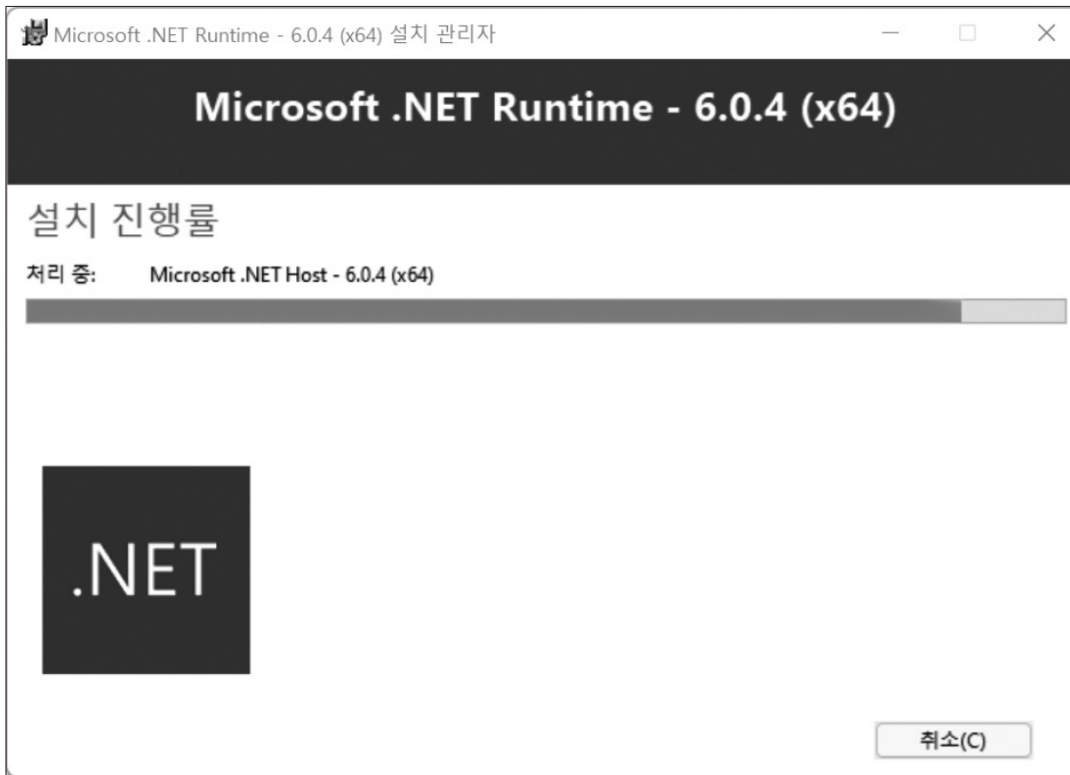 Microsoft .NET Runtime - 6.0.4 (x64) 설치 관리자
Microsoft .NET Runtime - 6.0.4 (x64)
설치 진행률
처리 중: Microsoft .NET Host - 6.0.4 (x64)
.NET
취소(C)